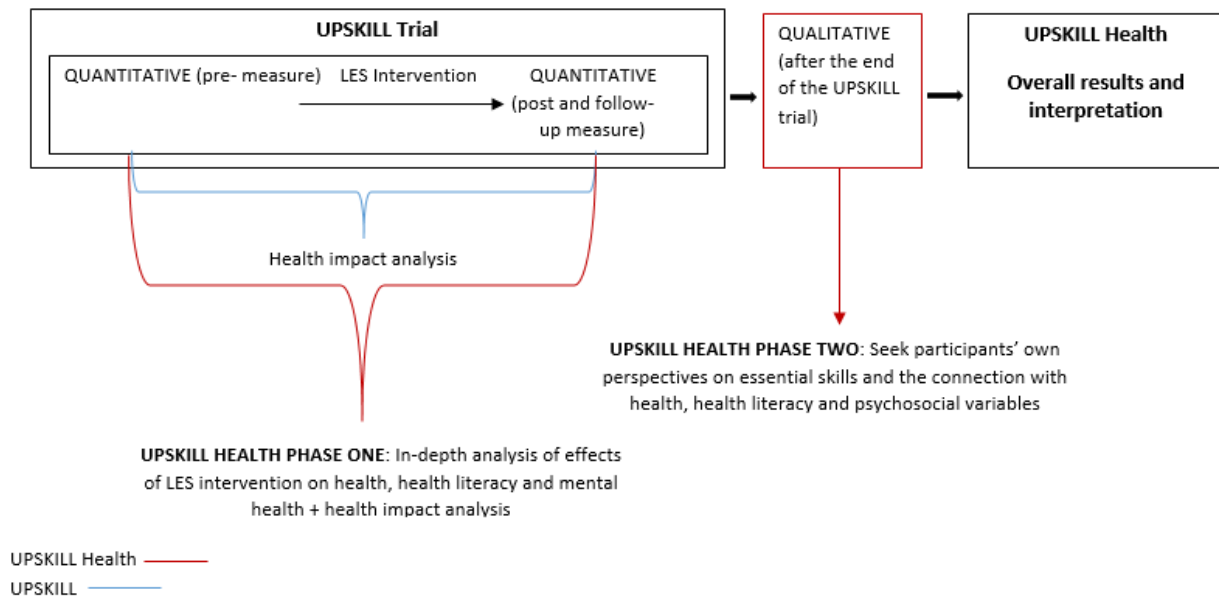 UPSKILL Trial
QUANTITATIVE (pre- measure)
LES Intervention
QUANTITATIVE
(post and follow-
up measure)
QUALITATIVE
(after the end
of the UPSKILL
trial)
UPSKILL Health
Overall results and
interpretation
Health impact analysis
UPSKILL HEALTH PHASE TWO: Seek participants’ own
perspectives on essential skills and the connection with
health, health literacy and psychosocial variables
UPSKILL HEALTH PHASE ONE: In-depth analysis of effects
of LES intervention on health, health literacy and mental
health + health impact analysis
UPSKILL Health
UPSKILL